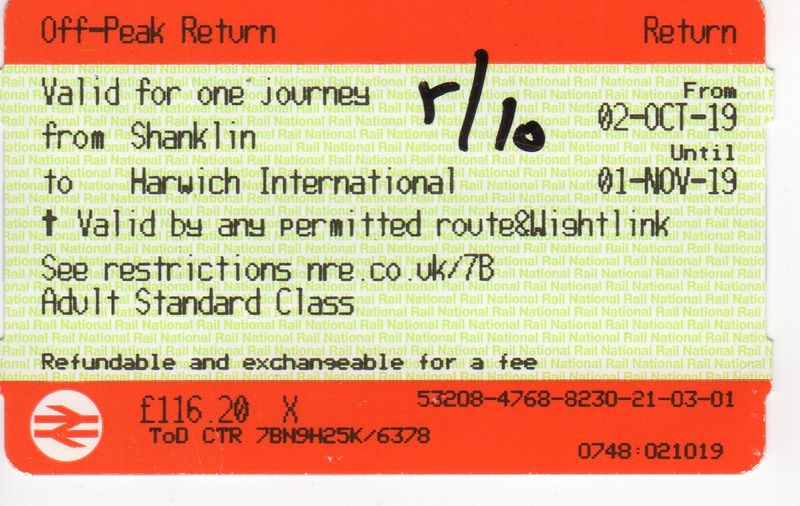 Off-Peak Return Return
Valid for one journey
r/10
From
02-OCT-19
from Shanklin
Until
to Harwich International
01-NOV-19
† Valid by any permitted route&Wightlink
See restrictions nre.co.uk/7B
Adult Standard Class
Refundable and exchangeable for a fee
£116.20 X
53208-4768-8230-21-03-01
ToD CTR 7BN9H25K/6378
0748:021019